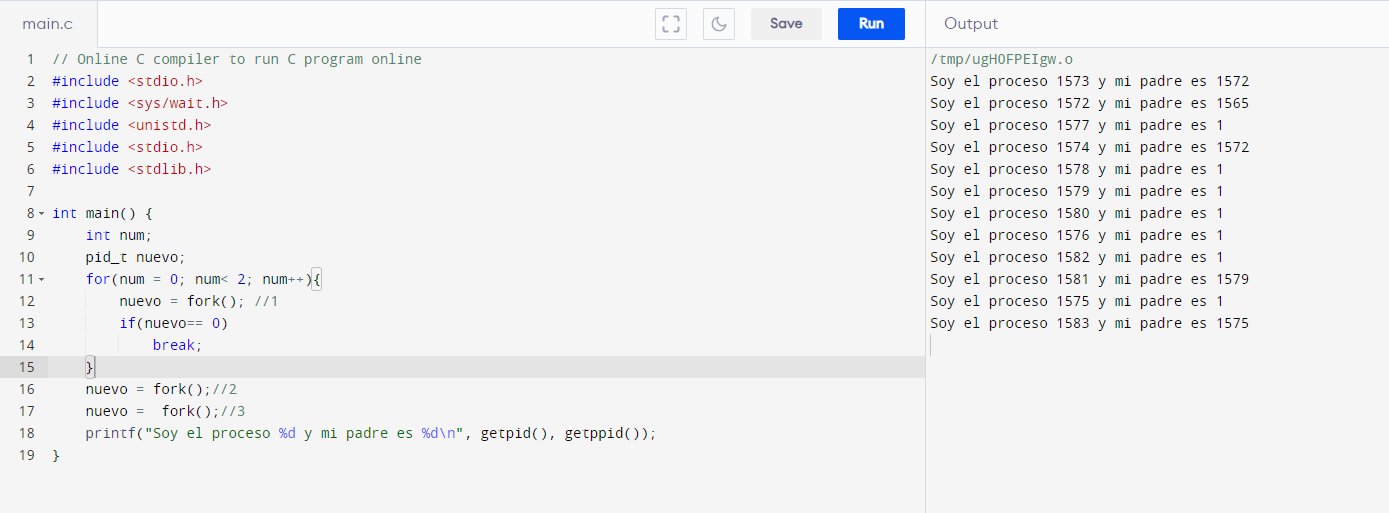 main.c
Save
Run
Output
1 // Online C compiler to run C program online
2 #include <stdio.h>
3 #include <sys/wait.h>
4 #include <unistd.h>
5 #include <stdio.h>
6 #include <stdlib.h>
7
8 int main() {
9 int num;
10 pid_t nuevo;
11 for(num = 0; num< 2; num++){
12 nuevo = fork(); //1
13 if(nuevo== 0)
14 break;
15 }
16 nuevo = fork();//2
17 nuevo =  fork();//3
18 printf("Soy el proceso %d y mi padre es %d\n", getpid(), getppid());
19 }
/tmp/ugH0FPEIgw.o
Soy el proceso 1573 y mi padre es 1572
Soy el proceso 1572 y mi padre es 1565
Soy el proceso 1577 y mi padre es 1
Soy el proceso 1574 y mi padre es 1572
Soy el proceso 1578 y mi padre es 1
Soy el proceso 1579 y mi padre es 1
Soy el proceso 1580 y mi padre es 1
Soy el proceso 1576 y mi padre es 1
Soy el proceso 1582 y mi padre es 1
Soy el proceso 1581 y mi padre es 1579
Soy el proceso 1575 y mi padre es 1
Soy el proceso 1583 y mi padre es 1575